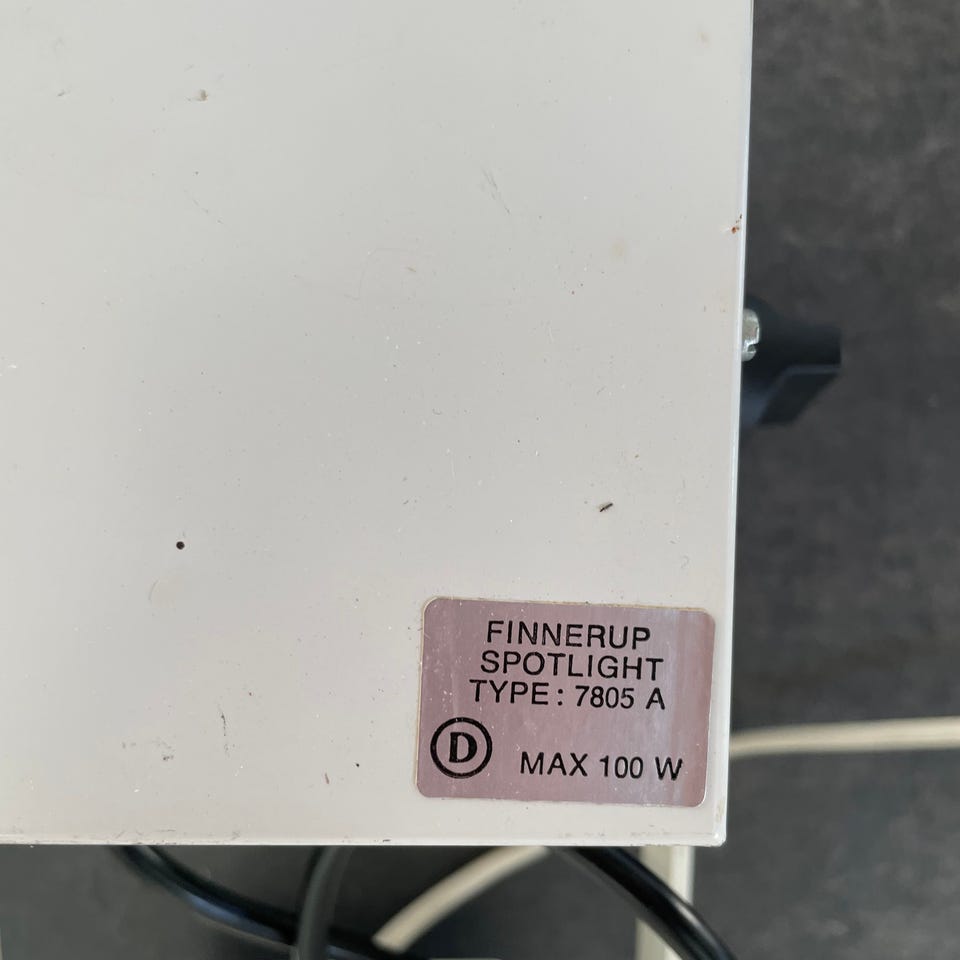 FINNERUP
SPOTLIGHT
TYPE: 7805 A
D
MAX 100 W